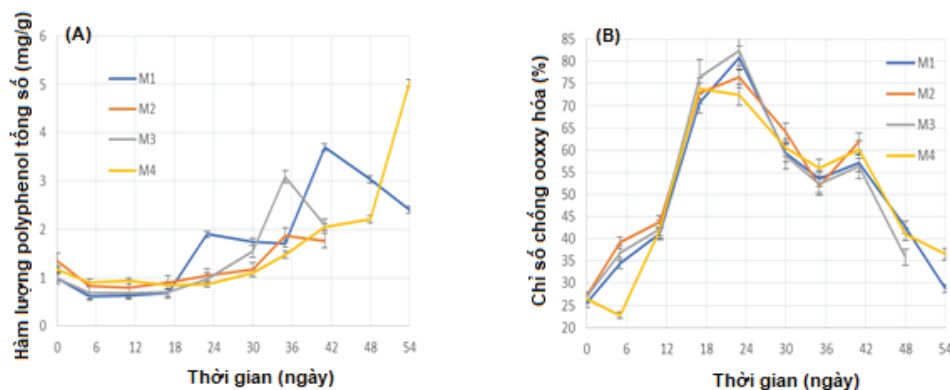 (A)
Hàm lượng polyphenol tổng số (mg/g)
6
5
4
3
2
1
0
M1
M2
M3
M4
0 6 12 18 24 30 36 42 48 54
Thời gian (ngày)
(B)
Chỉ số chống ooxxy hóa (%)
85
80
75
70
65
60
55
50
45
40
35
30
25
20
M1
M2
M3
M4
0 6 12 18 24 30 36 42 48 54
Thời gian (ngày)